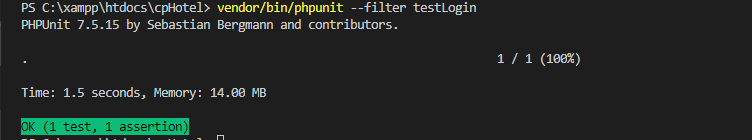 PS C:\xampp\htdocs\cpHotel> vendor/bin/phpunit --filter testLogin
PHPUnit 7.5.15 by Sebastian Bergmann and contributors.
. 1 / 1 (100%)
Time: 1.5 seconds, Memory: 14.00 MB
OK (1 test, 1 assertion)